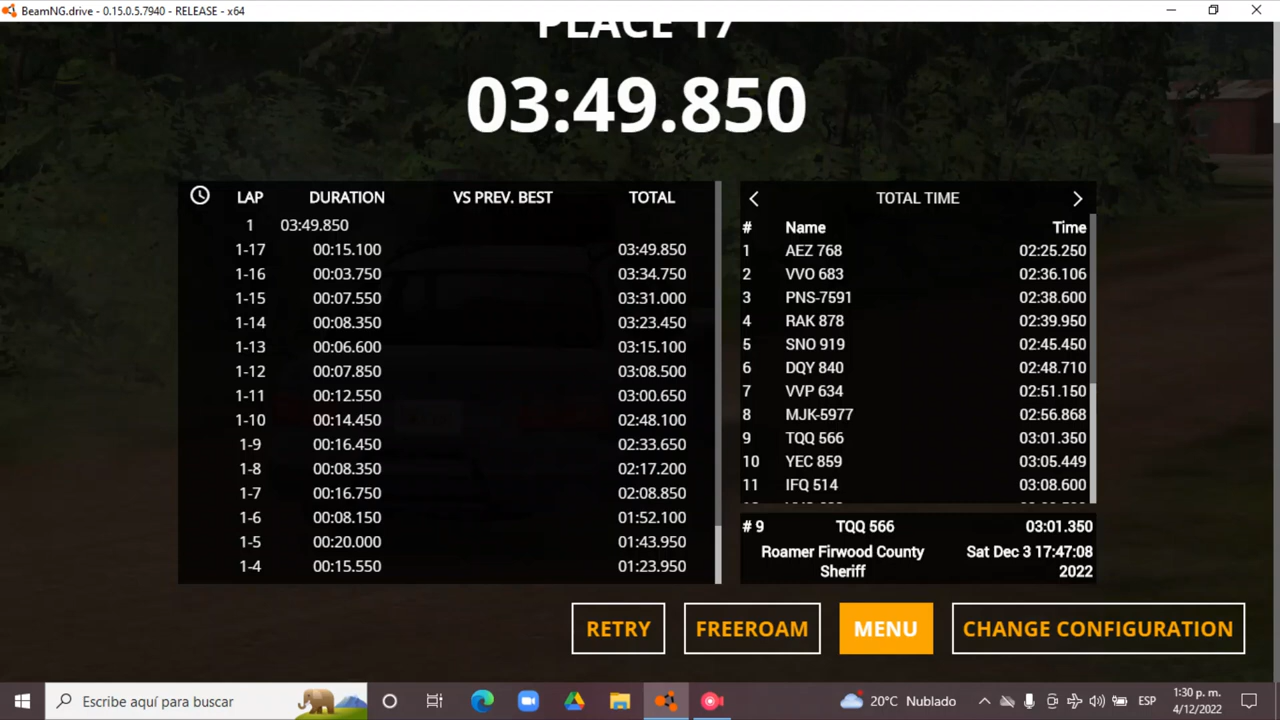 BeamNG.drive - 0.15.0.5.7940 - RELEASE - x64
PLACE 17
03:49.850
LAP DURATION VS PREV. BEST TOTAL
1 03:49.850
1-17 00:15.100 03:49.850
1-16 00:03.750 03:34.750
1-15 00:07.550 03:31.000
1-14 00:08.350 03:23.450
1-13 00:06.600 03:15.100
1-12 00:07.850 03:08.500
1-11 00:12.550 03:00.650
1-10 00:14.450 02:48.100
1-9 00:16.450 02:33.650
1-8 00:08.350 02:17.200
1-7 00:16.750 02:08.850
1-6 00:08.150 01:52.100
1-5 00:20.000 01:43.950
1-4 00:15.550 01:23.950
TOTAL TIME
# Name Time
1 AEZ 768 02:25.250
2 VVO 683 02:36.106
3 PNS-7591 02:38.600
4 RAK 878 02:39.950
5 SNO 919 02:45.450
6 DQY 840 02:48.710
7 VVP 634 02:51.150
8 MJK-5977 02:56.868
9 TQQ 566 03:01.350
10 YEC 859 03:05.449
11 IFQ 514 03:08.600
# 9 TQQ 566 03:01.350
Roamer Firwood County Sat Dec 3 17:47:08
Sheriff 2022
RETRY FREEROAM MENU CHANGE CONFIGURATION
Escribe aquí para buscar
20°C Nublado
ESP
1:30 p. m.
4/12/2022